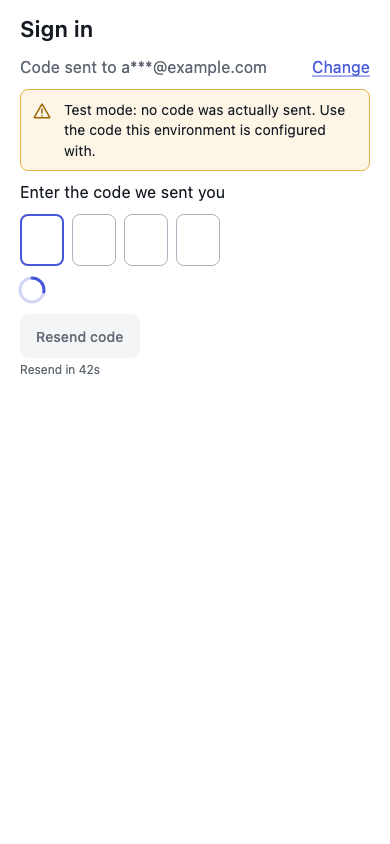 Sign in
Code sent to a***@example.com Change
Test mode: no code was actually sent. Use
the code this environment is configured
with.
Enter the code we sent you
Resend code
Resend in 42s